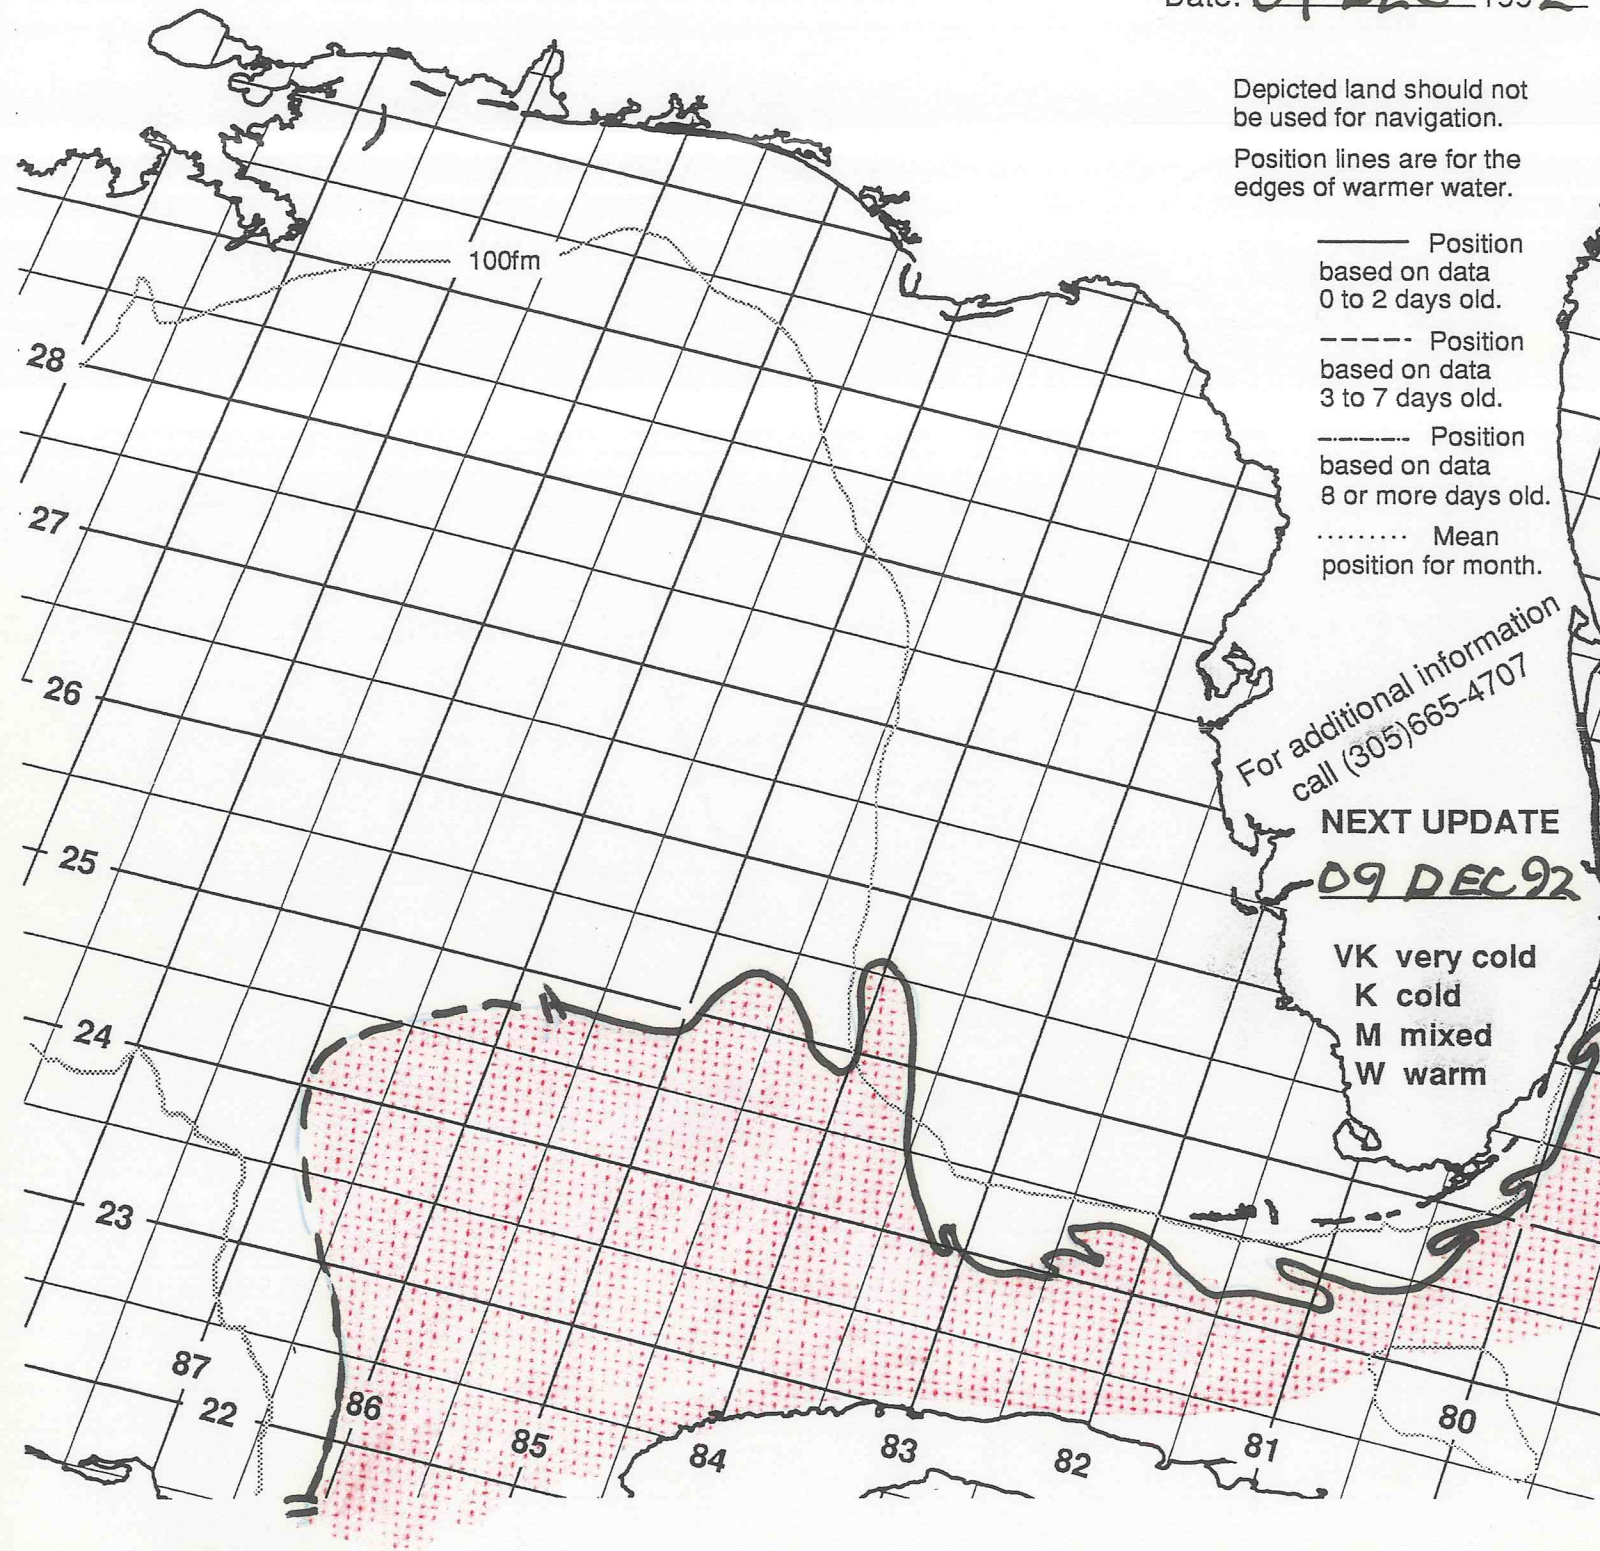 Date: DEC 1992
Depicted land should not
be used for navigation.
Position lines are for the
edges of warmer water.
Position
based on data
0 to 2 days old.
Position
based on data
3 to 7 days old.
Position
based on data
8 or more days old.
Mean
position for month.
For additional information
call (305)665-4707
NEXT UPDATE
09 DEC 92
VK very cold
K cold
M mixed
W warm
100fm
28
27
26
25
24
23
87
22
86
85
84
83
82
81
80